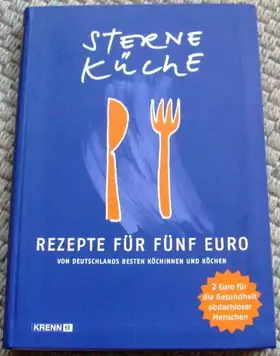 STERNE
KÜCHE
REZEPTE FÜR FÜNF EURO
VON DEUTSCHLANDS BESTEN KÖCHINNEN UND KÖCHEN
2 Euro für
die Gesundheit
obdachloser
Menschen
KRENN